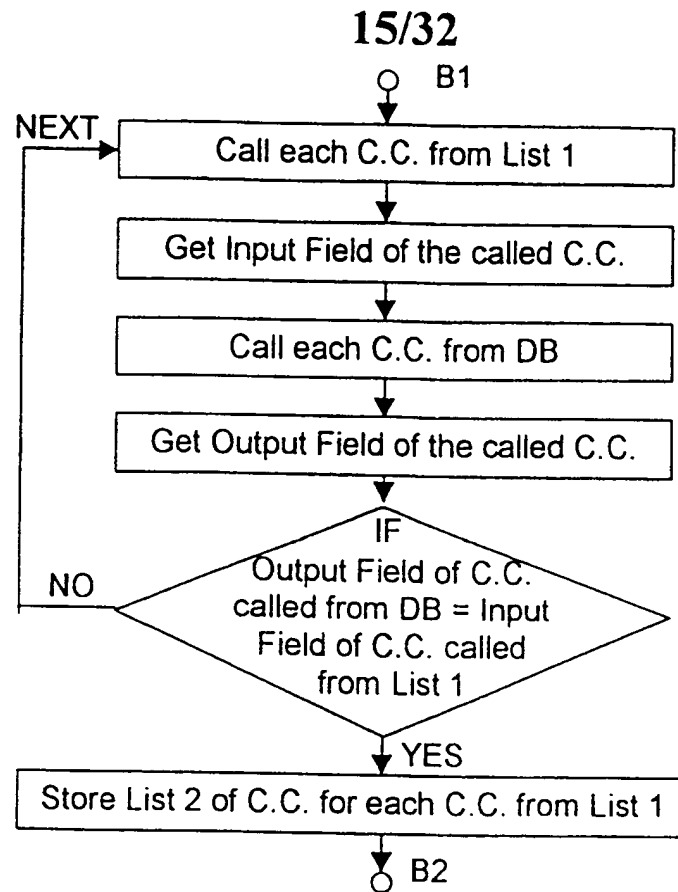 15/32
B1
NEXT
Call each C.C. from List 1
Get Input Field of the called C.C.
Call each C.C. from DB
Get Output Field of the called C.C.
IF
Output Field of C.C.
NO
called from DB = Input
Field of C.C. called
from List 1
YES
Store List 2 of C.C. for each C.C. from List 1
B2